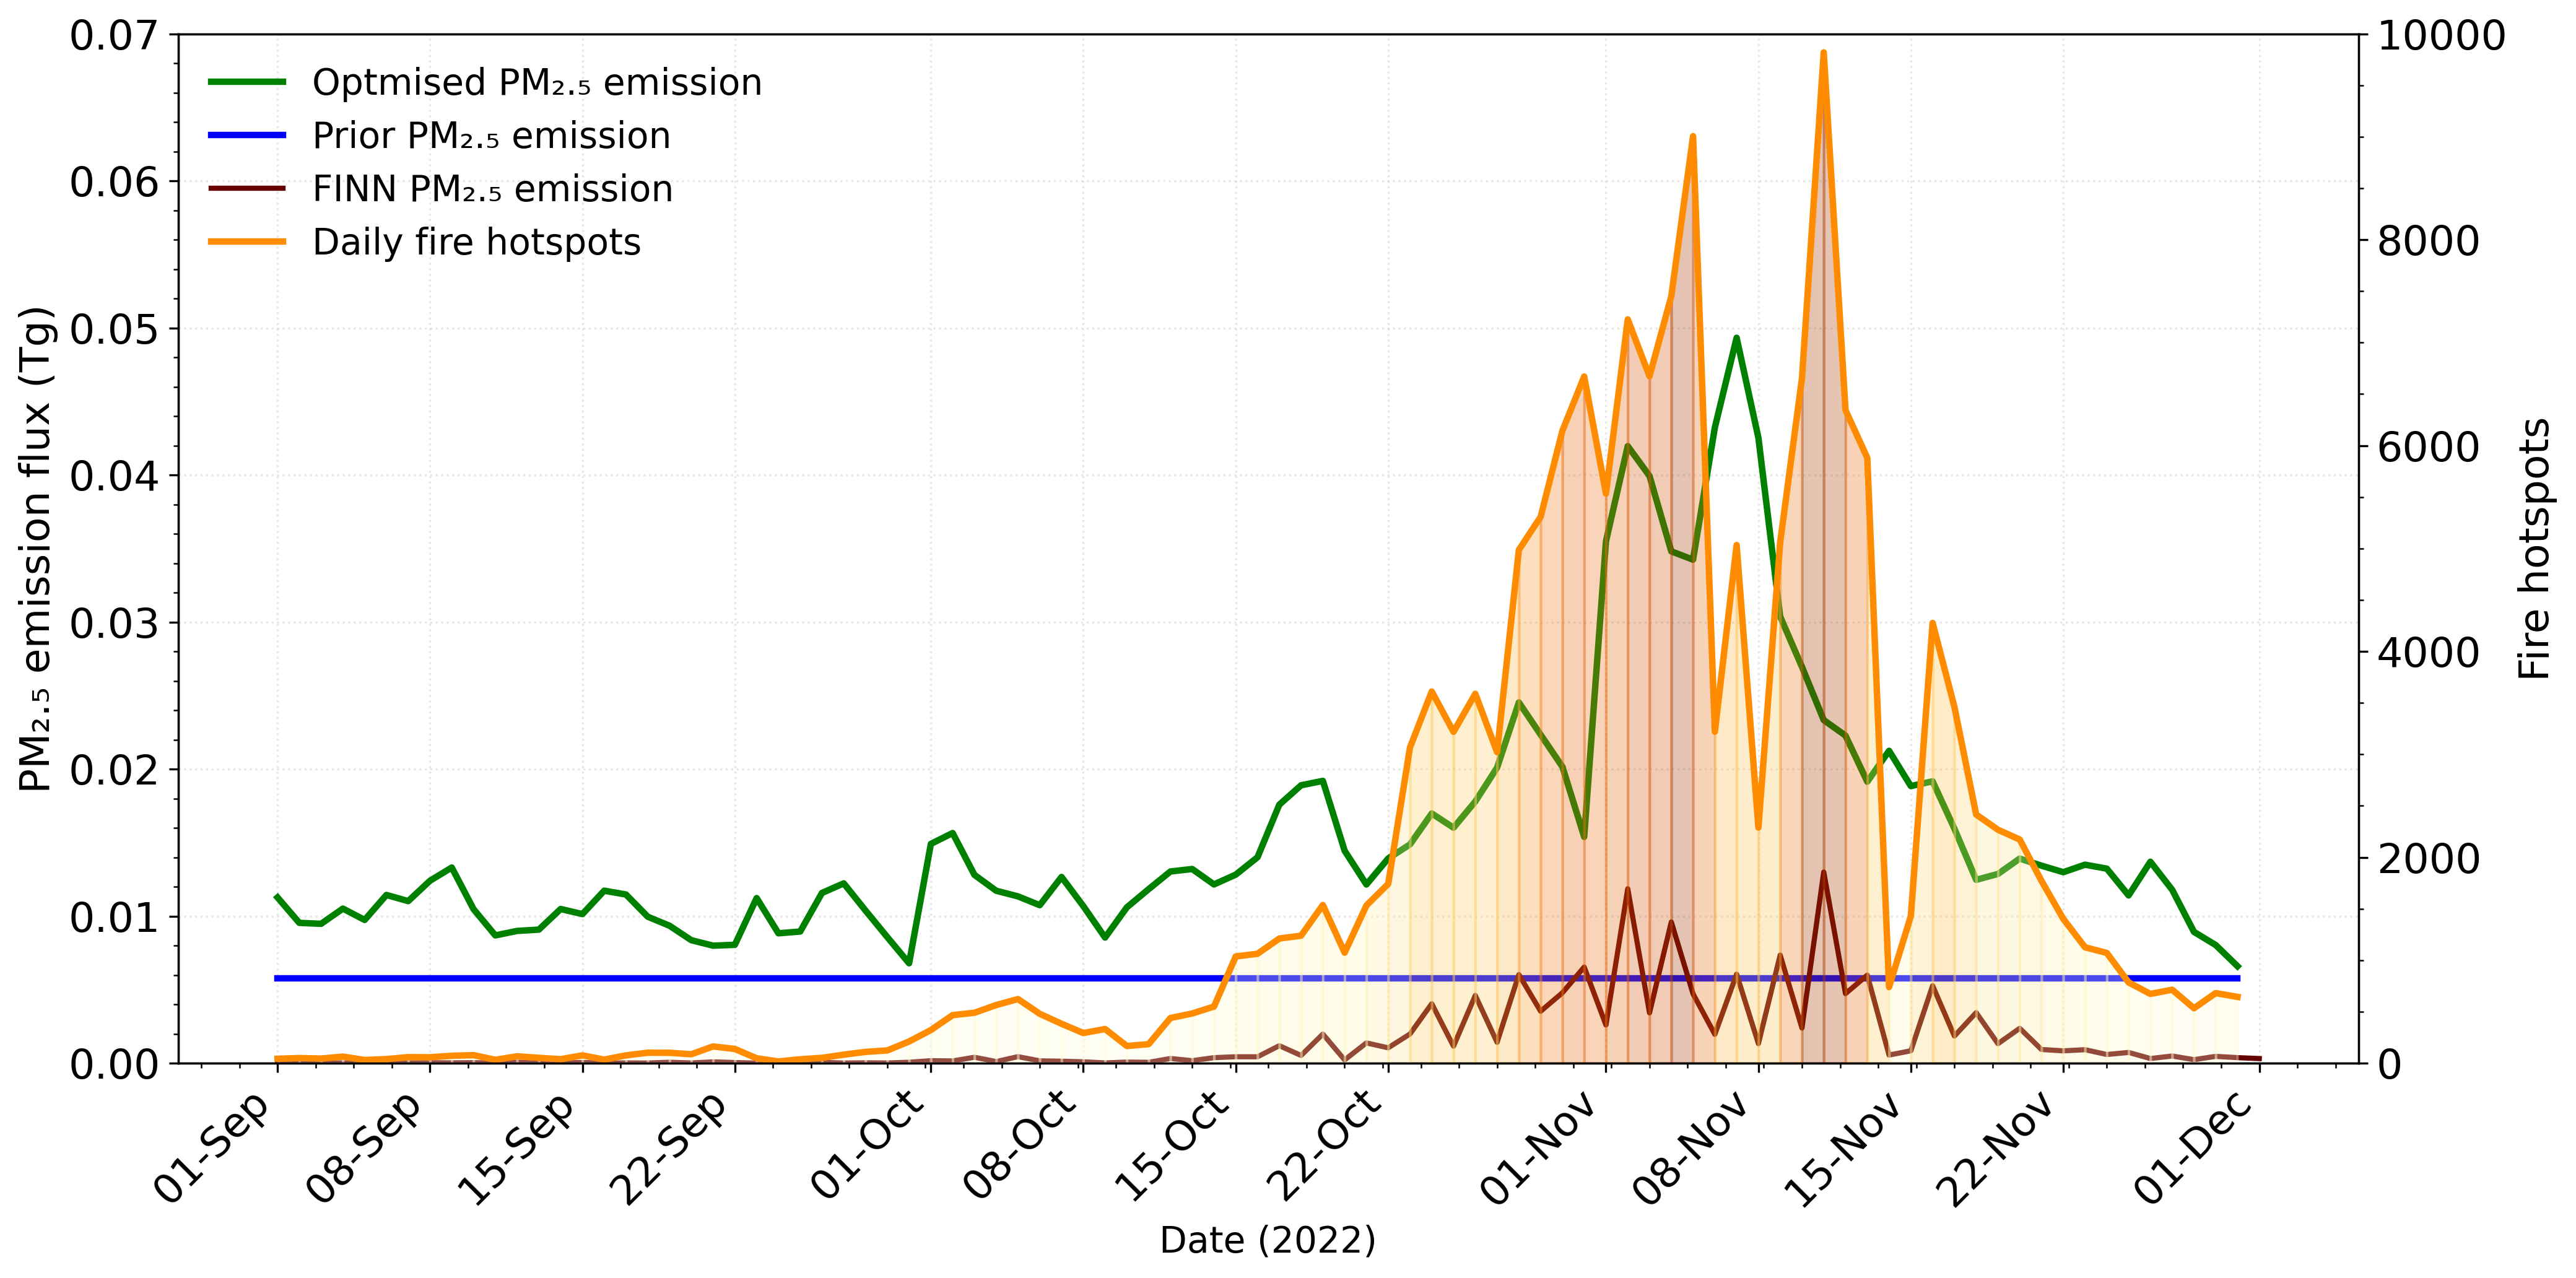 0.07
0.06
0.05
0.04
0.03
0.02
0.01
0.00
PM₂.₅ emission flux (Tg)
Optmised PM₂.₅ emission
Prior PM₂.₅ emission
FINN PM₂.₅ emission
Daily fire hotspots
10000
8000
6000
4000
2000
0
Fire hotspots
01-Sep
08-Sep
15-Sep
22-Sep
01-Oct
08-Oct
15-Oct
22-Oct
01-Nov
08-Nov
15-Nov
22-Nov
01-Dec
Date (2022)